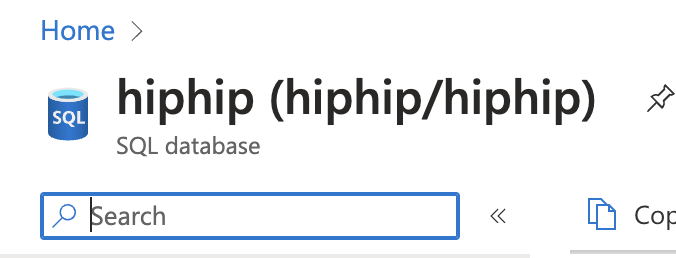 Home
hiphip (hiphip/hiphip)
SQL
SQL database
Search
Cop